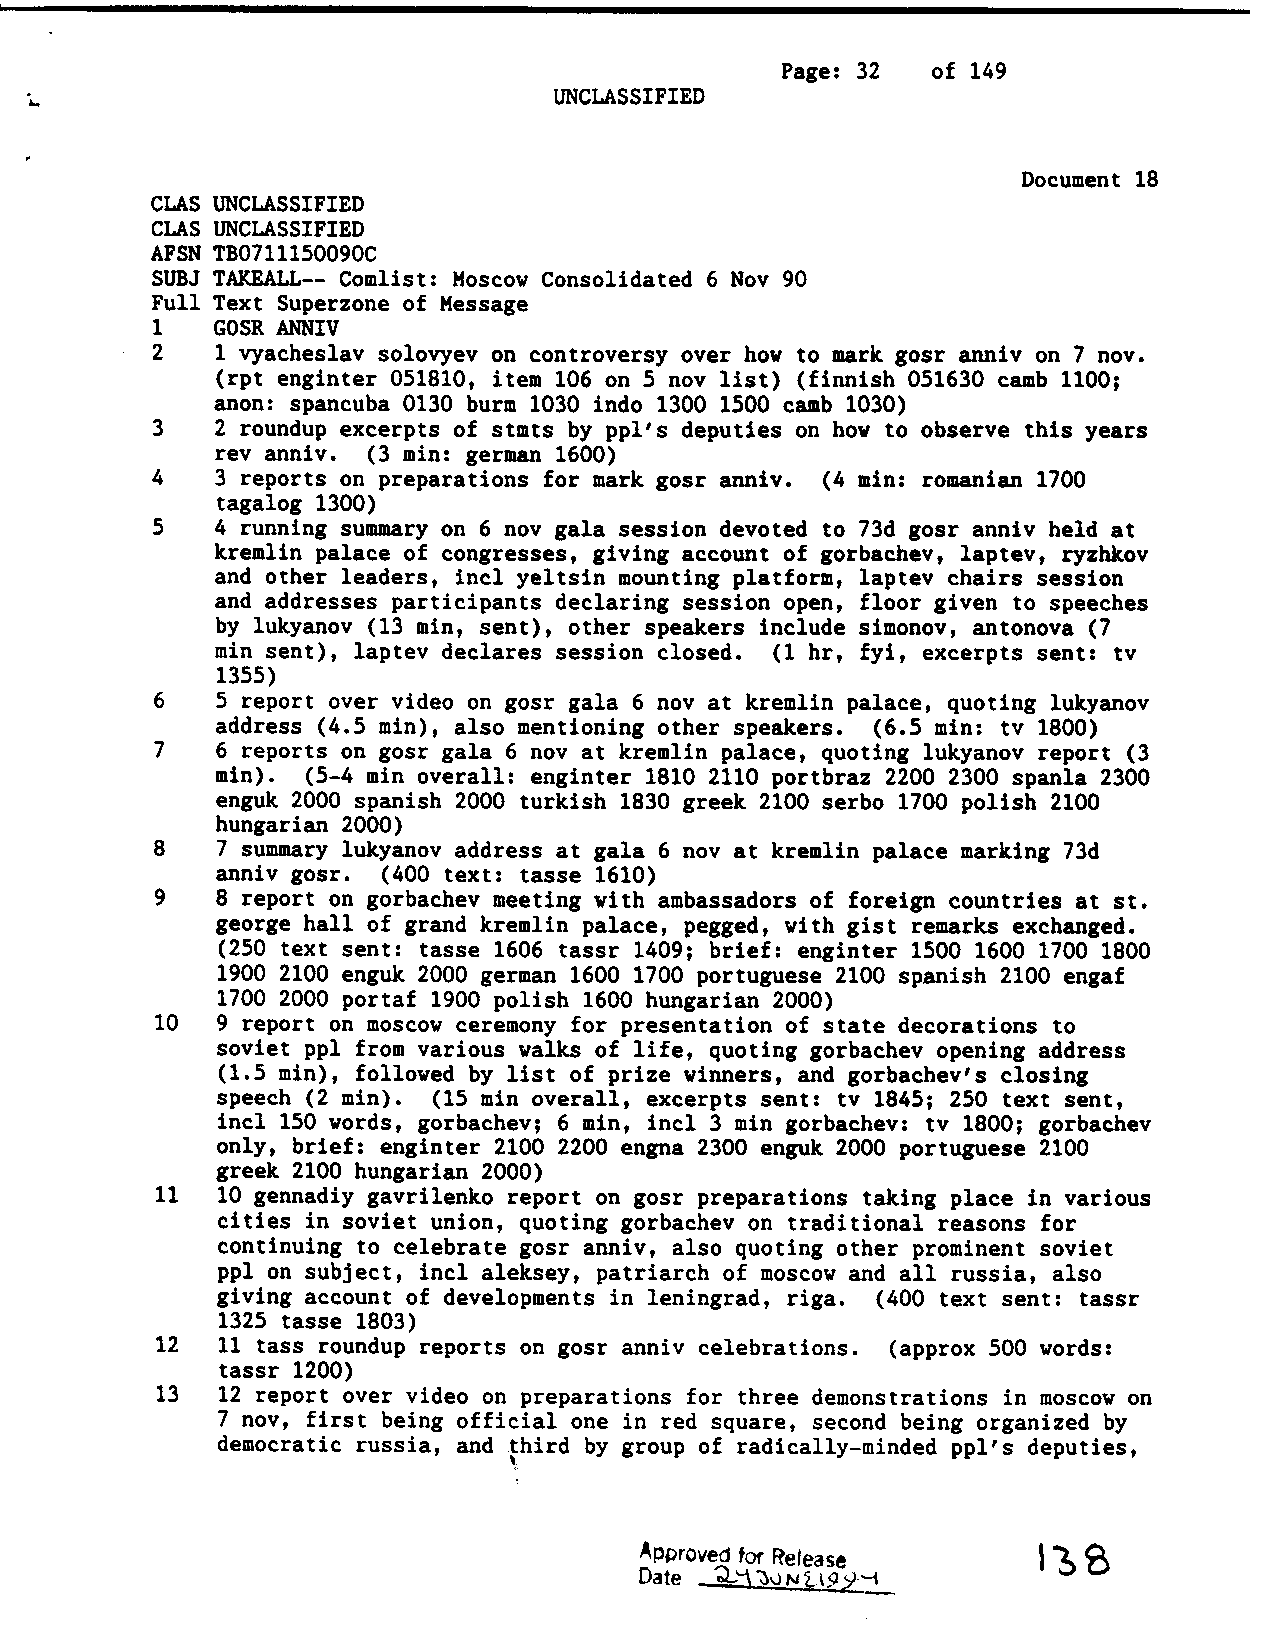 Page: 32 of 149
UNCLASSIFIED
Document 18
CLAS UNCLASSIFIED
CLAS UNCLASSIFIED
AFSN TB0711150090C
SUBJ TAKEALL-- Comlist: Moscow Consolidated 6 Nov 90
Full Text Superzone of Message
1 GOSR ANNIV
2 1 vyacheslav solovyev on controversy over how to mark gosr anniv on 7 nov.
(rpt enginter 051810, item 106 on 5 nov list) (finnish 051630 camb 1100;
anon: spancuba 0130 burm 1030 indo 1300 1500 camb 1030)
3 2 roundup excerpts of stmts by ppl's deputies on how to observe this years
rev anniv. (3 min: german 1600)
4 3 reports on preparations for mark gosr anniv. (4 min: romanian 1700
tagalog 1300)
5 4 running summary on 6 nov gala session devoted to 73d gosr anniv held at
kremlin palace of congresses, giving account of gorbachev, laptev, ryzhkov
and other leaders, incl yeltsin mounting platform, laptev chairs session
and addresses participants declaring session open, floor given to speeches
by lukyanov (13 min, sent), other speakers include simonov, antonova (7
min sent), laptev declares session closed. (1 hr, fyi, excerpts sent: tv
1355)
6 5 report over video on gosr gala 6 nov at kremlin palace, quoting lukyanov
address (4.5 min), also mentioning other speakers. (6.5 min: tv 1800)
7 6 reports on gosr gala 6 nov at kremlin palace, quoting lukyanov report (3
min). (5-4 min overall: enginter 1810 2110 portbraz 2200 2300 spanla 2300
enguk 2000 spanish 2000 turkish 1830 greek 2100 serbo 1700 polish 2100
hungarian 2000)
8 7 summary lukyanov address at gala 6 nov at kremlin palace marking 73d
anniv gosr. (400 text: tasse 1610)
9 8 report on gorbachev meeting with ambassadors of foreign countries at st.
george hall of grand kremlin palace, pegged, with gist remarks exchanged.
(250 text sent: tasse 1606 tassr 1409; brief: enginter 1500 1600 1700 1800
1900 2100 enguk 2000 german 1600 1700 portuguese 2100 spanish 2100 engaf
1700 2000 portaf 1900 polish 1600 hungarian 2000)
10 9 report on moscow ceremony for presentation of state decorations to
soviet ppl from various walks of life, quoting gorbachev opening address
(1.5 min), followed by list of prize winners, and gorbachev's closing
speech (2 min). (15 min overall, excerpts sent: tv 1845; 250 text sent,
incl 150 words, gorbachev; 6 min, incl 3 min gorbachev: tv 1800; gorbachev
only, brief: enginter 2100 2200 engna 2300 enguk 2000 portuguese 2100
greek 2100 hungarian 2000)
11 10 gennadiy gavrilenko report on gosr preparations taking place in various
cities in soviet union, quoting gorbachev on traditional reasons for
continuing to celebrate gosr anniv, also quoting other prominent soviet
ppl on subject, incl aleksey, patriarch of moscow and all russia, also
giving account of developments in leningrad, riga. (400 text sent: tassr
1325 tasse 1803)
12 11 tass roundup reports on gosr anniv celebrations. (approx 500 words:
tassr 1200)
13 12 report over video on preparations for three demonstrations in moscow on
7 nov, first being official one in red square, second being organized by
democratic russia, and third by group of radically-minded ppl's deputies,
Approved for Release
Date 24JUNE1994
138